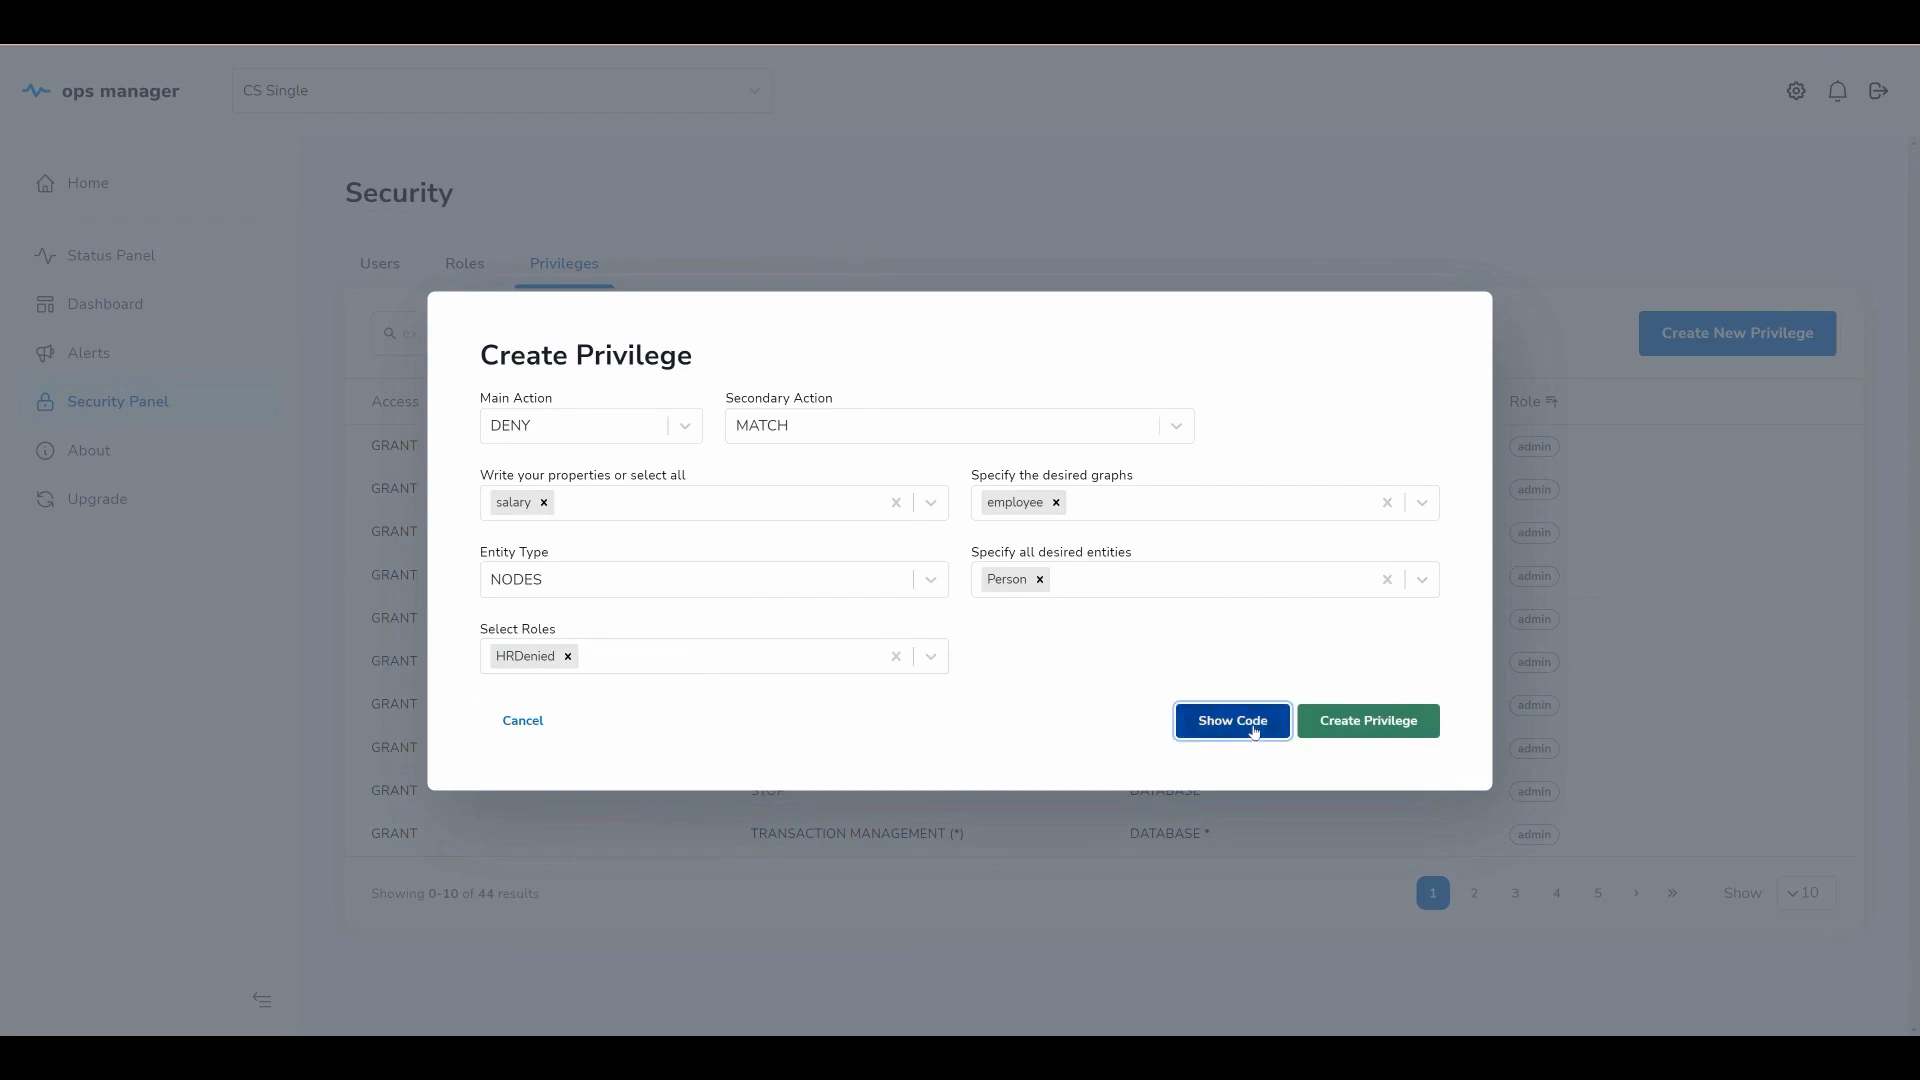 ops manager
CS Single
Home
Status Panel
Dashboard
Alerts
Security Panel
About
Upgrade
Security
Users Roles Privileges
ex
Create New Privilege
Access
Role
GRANT admin
GRANT admin
GRANT admin
GRANT admin
GRANT admin
GRANT admin
GRANT admin
GRANT admin
GRANT STOP DATABASE admin
GRANT TRANSACTION MANAGEMENT (*) DATABASE * admin
Showing 0-10 of 44 results
1 2 3 4 5 › » Show 10
Create Privilege
Main Action Secondary Action
DENY MATCH
Write your properties or select all Specify the desired graphs
salary × employee ×
Entity Type Specify all desired entities
NODES Person ×
Select Roles
HRDenied ×
Cancel Show Code Create Privilege